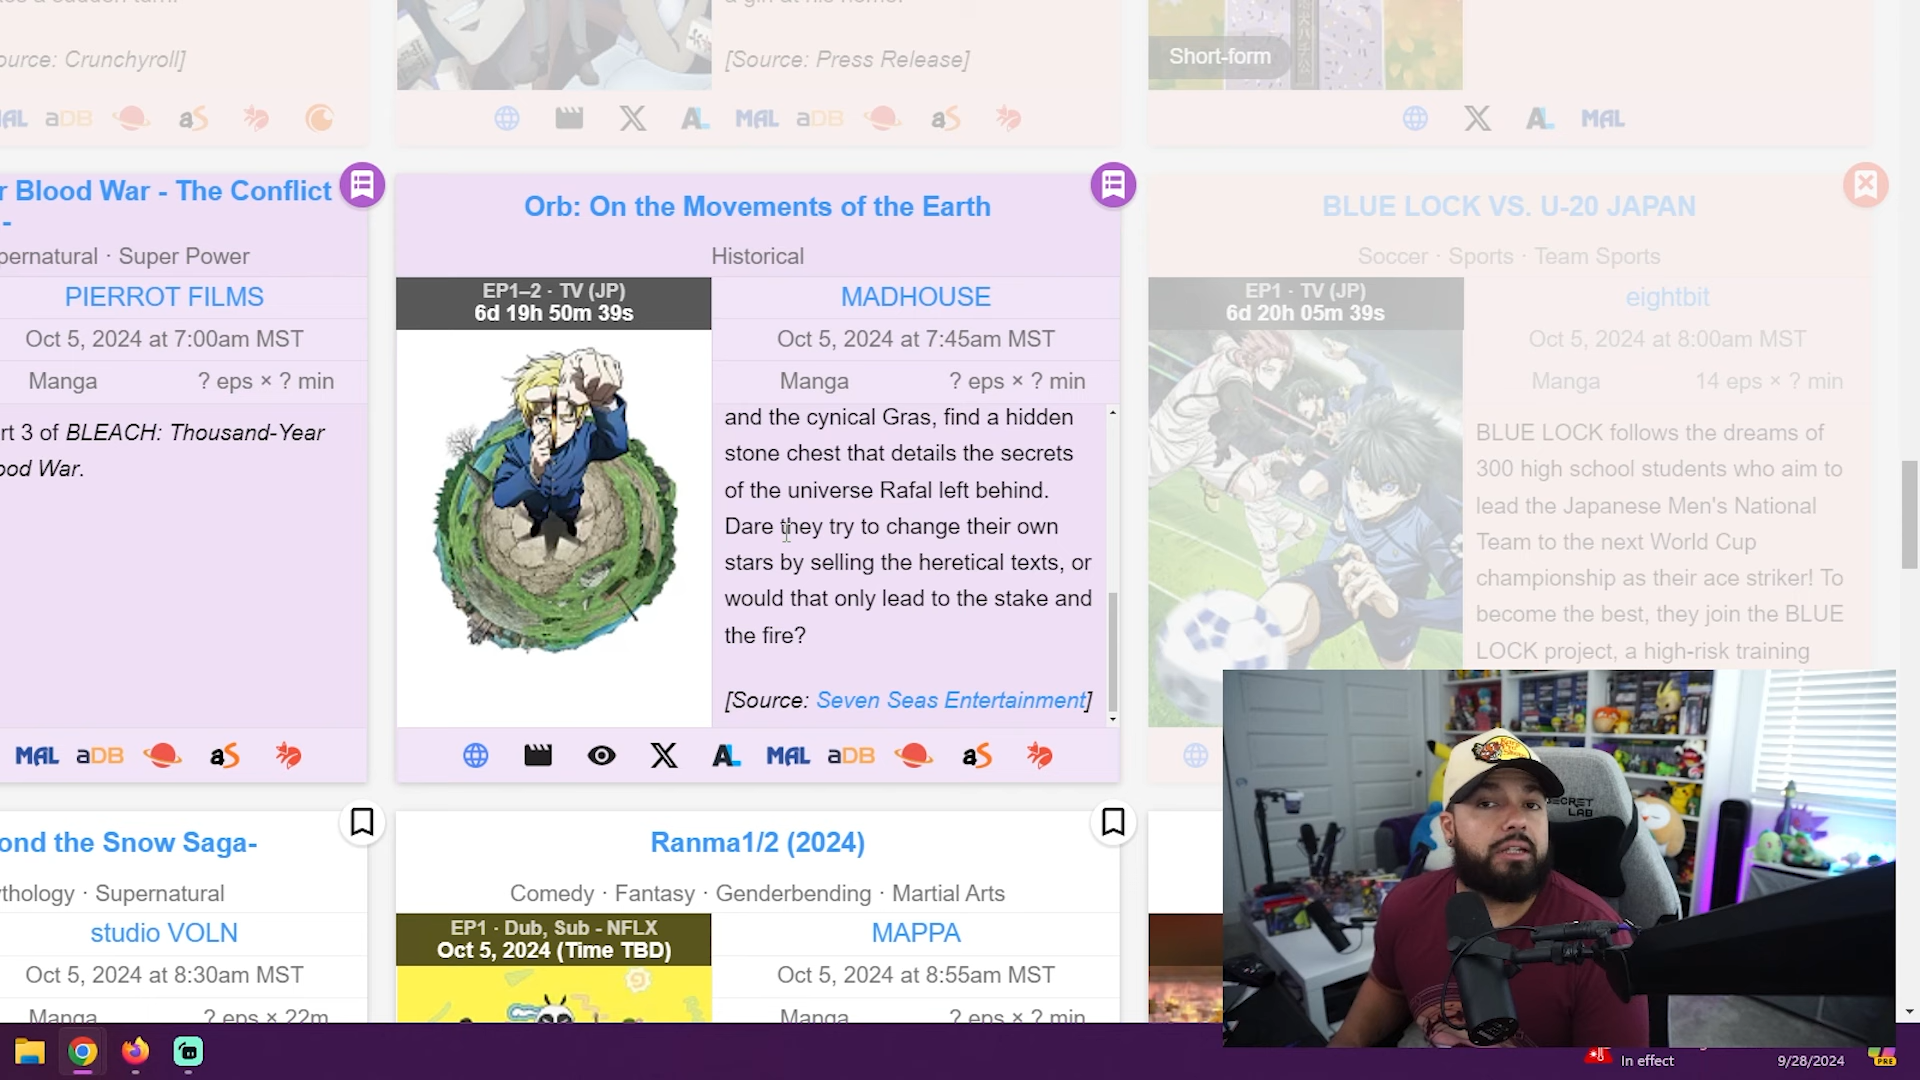 a girl at his home.
ource: Crunchyroll]
[Source: Press Release]
Short-form
MAL aDB aS
AL MAL aDB aS
AL MAL
r Blood War - The Conflict
-
Orb: On the Movements of the Earth
BLUE LOCK VS. U-20 JAPAN
pernatural · Super Power
Historical
Soccer · Sports · Team Sports
PIERROT FILMS
EP1–2 · TV (JP)
6d 19h 50m 39s
MADHOUSE
EP1 · TV (JP)
6d 20h 05m 39s
eightbit
Oct 5, 2024 at 7:00am MST
Oct 5, 2024 at 7:45am MST
Oct 5, 2024 at 8:00am MST
Manga ? eps × ? min
Manga ? eps × ? min
Manga 14 eps × ? min
rt 3 of BLEACH: Thousand-Year
ood War.
and the cynical Gras, find a hidden
stone chest that details the secrets
of the universe Rafal left behind.
Dare they try to change their own
stars by selling the heretical texts, or
would that only lead to the stake and
the fire?
[Source: Seven Seas Entertainment]
BLUE LOCK follows the dreams of
300 high school students who aim to
lead the Japanese Men's National
Team to the next World Cup
championship as their ace striker! To
become the best, they join the BLUE
LOCK project, a high-risk training
MAL aDB aS
AL MAL aDB aS
ond the Snow Saga-
Ranma1/2 (2024)
thology · Supernatural
Comedy · Fantasy · Genderbending · Martial Arts
studio VOLN
EP1 · Dub, Sub - NFLX
Oct 5, 2024 (Time TBD)
MAPPA
Oct 5, 2024 at 8:30am MST
Oct 5, 2024 at 8:55am MST
Manga ? eps × 22m
Manga ? eps × ? min
SECRET
LAB
In effect
9/28/2024
PRE